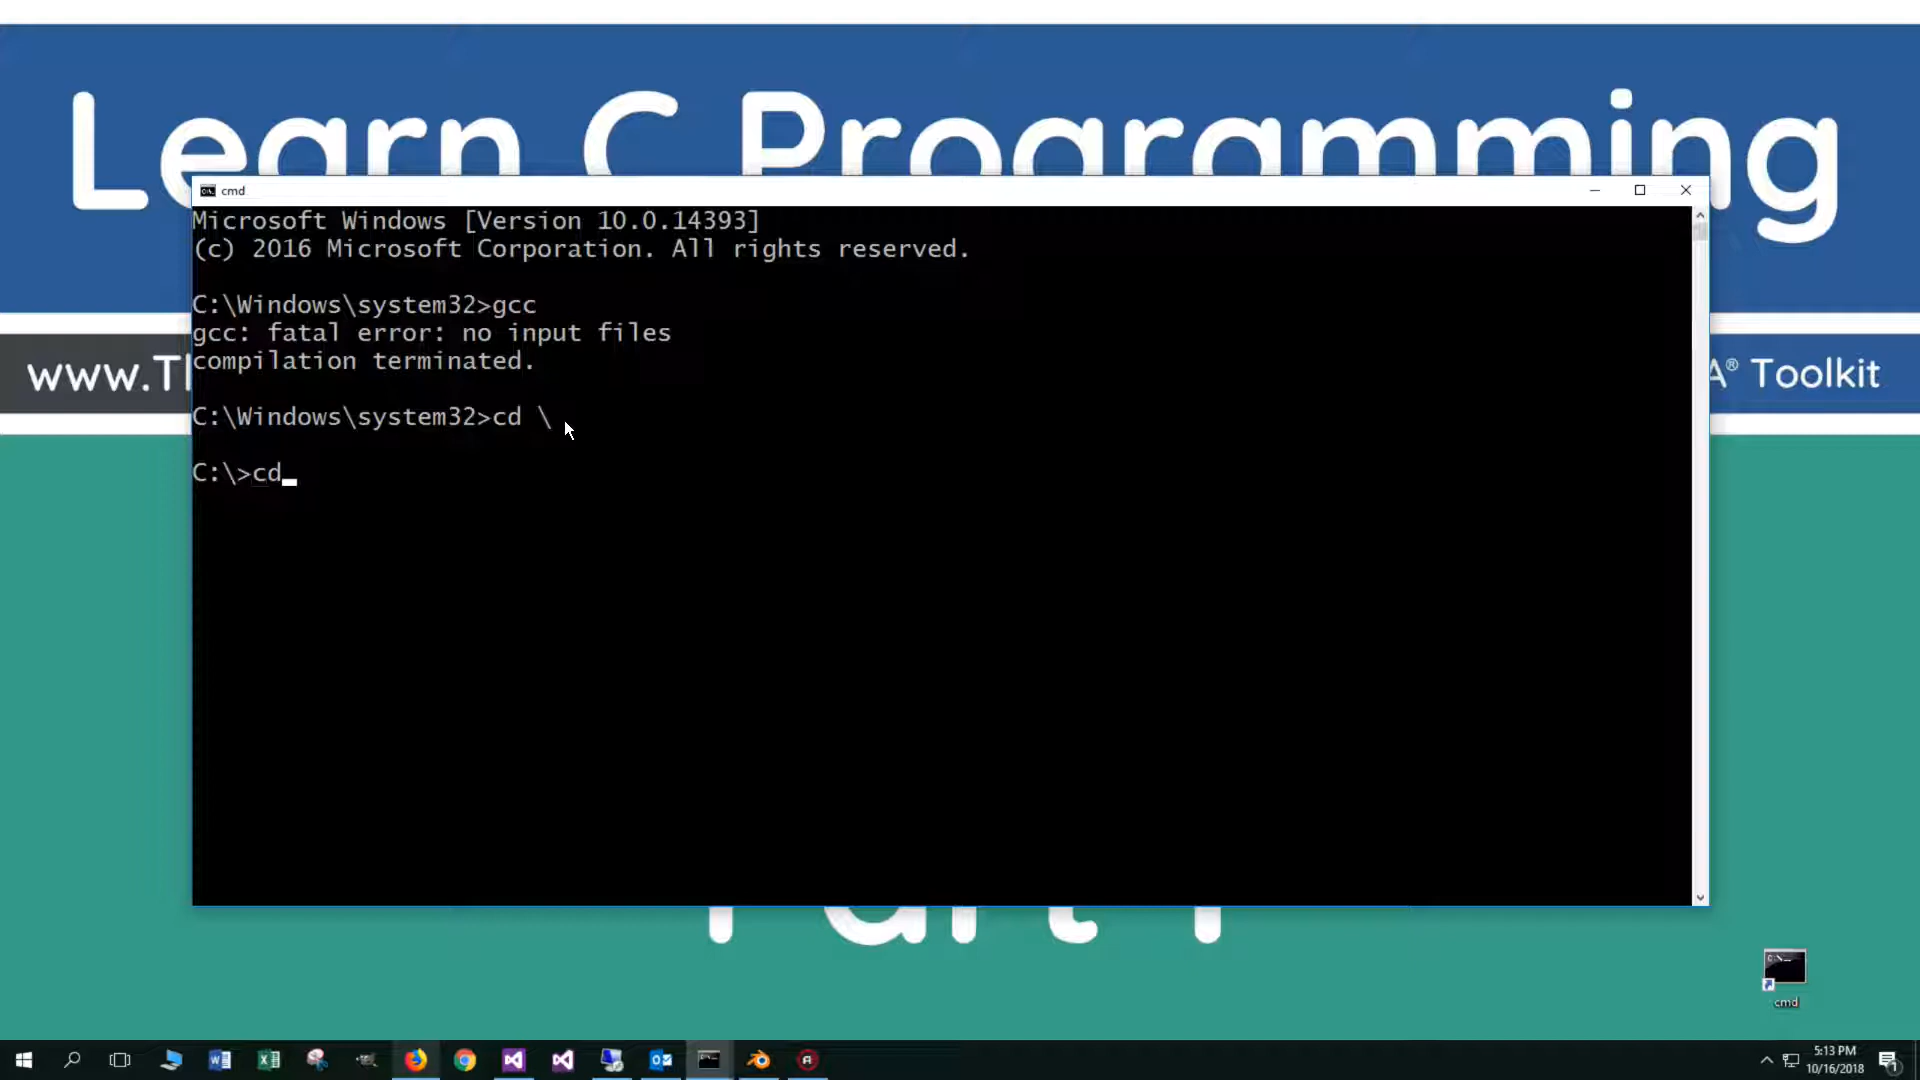 Learn C Programming
cmd
Microsoft Windows [Version 10.0.14393]
(c) 2016 Microsoft Corporation. All rights reserved.
C:\Windows\system32>gcc
gcc: fatal error: no input files
compilation terminated.
www.T
® Toolkit
C:\Windows\system32>cd \
C:\>cd
cmd
5:13 PM
10/16/2018
1